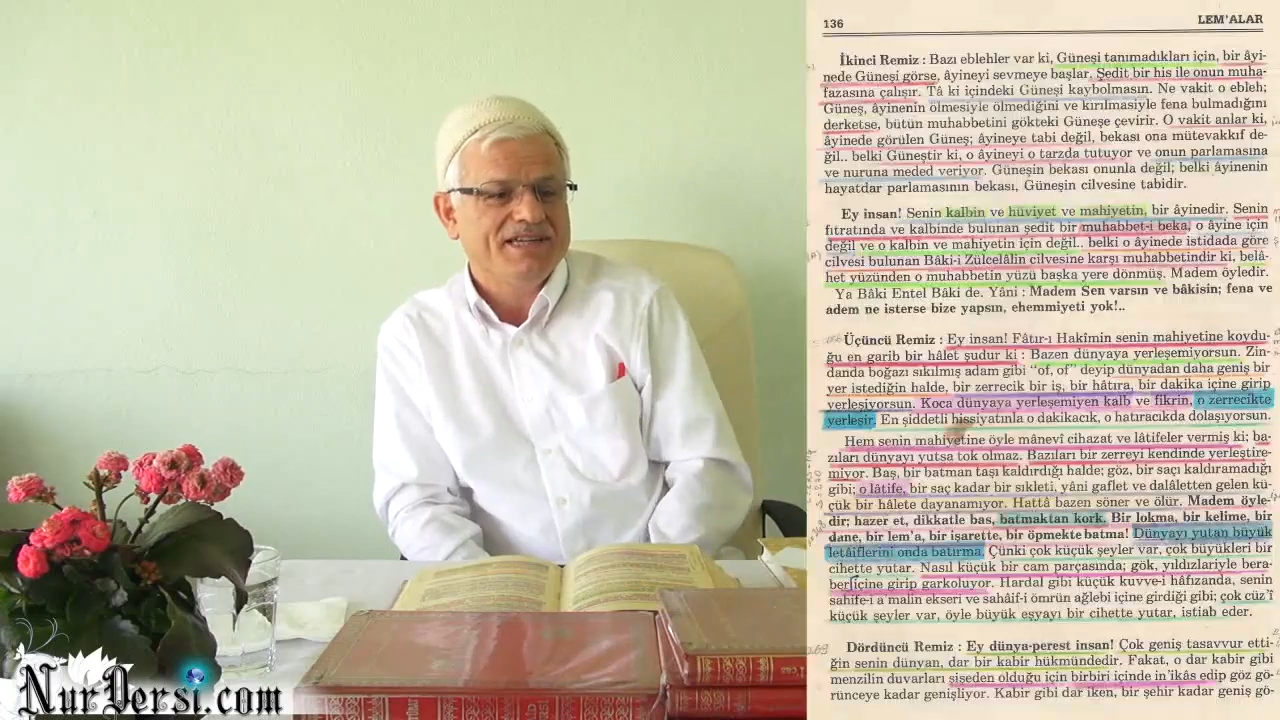 136
LEM'ALAR
İkinci Remiz : Bazı eblehler var ki, Güneşi tanımadıkları için, bir âyi-
nede Güneşi görse, âyineyi sevmeye başlar. Şedit bir his ile onun muha-
fazasına çalışır. Tâ ki içindeki Güneşi kaybolmasın. Ne vakit o ebleh;
Güneş, âyinenin ölmesiyle ölmediğini ve kırılmasiyle fena bulmadığını
derketse, bütün muhabbetini gökteki Güneşe çevirir. O vakit anlar ki,
âyinede görülen Güneş; âyineye tabi değil, bekası ona mütevakkıf de-
ğil.. belki Güneştir ki, o âyineyi o tarzda tutuyor ve onun parlamasına
ve nuruna meded veriyor. Güneşin bekası onunla değil; belki âyinenin
hayatdar parlamasının bekası, Güneşin cilvesine tabidir.
Ey insan! Senin kalbin ve hüviyet ve mahiyetin, bir âyinedir. Senin
fıtratında ve kalbinde bulunan şedit bir muhabbet-i beka, o âyine için
değil ve o kalbin ve mahiyetin için değil.. belki o âyinede istidada göre
cilvesi bulunan Bâki-i Zülcelâlin cilvesine karşı muhabbetindir ki, belâ-
het yüzünden o muhabbetin yüzü başka yere dönmüş. Madem öyledir.
Ya Bâki Entel Bâki de. Yâni : Madem Sen varsın ve bâkisin; fena ve
adem ne isterse bize yapsın, ehemmiyeti yok!..
Üçüncü Remiz : Ey insan! Fâtır-ı Hakîmin senin mahiyetine koydu-
ğu en garib bir hâlet şudur ki : Bazen dünyaya yerleşemiyorsun. Zin-
danda boğazı sıkılmış adam gibi "of, of" deyip dünyadan daha geniş bir
yer istediğin halde, bir zerrecik bir iş, bir hâtıra, bir dakika içine girip
yerleşiyorsun. Koca dünyaya yerleşemiyen kalb ve fikrin, o zerrecikte
yerleşir. En şiddetli hissiyatınla o dakikacık, o hatıracıkda dolaşıyorsun.
Hem senin mahiyetine öyle mânevî cihazat ve lâtifeler vermiş ki; ba-
zıları dünyayı yutsa tok olmaz. Bazıları bir zerreyi kendinde yerleştire-
miyor. Baş, bir batman taşı kaldırdığı halde; göz, bir saçı kaldıramadığı
gibi; o lâtife, bir saç kadar bir sıkleti, yâni gaflet ve dalâletten gelen kü-
çük bir hâlete dayanamıyor. Hattâ bazen söner ve ölür. Madem öyle-
dir; hazer et, dikkatle bas, batmaktan kork. Bir lokma, bir kelime, bir
dane, bir lem'a, bir işarette, bir öpmekte batma! Dünyayı yutan büyük
letâiflerini onda batırma. Çünki çok küçük şeyler var, çok büyükleri bir
cihette yutar. Nasıl küçük bir cam parçasında; gök, yıldızlariyle bera-
ber içine girip garkoluyor. Hardal gibi küçük kuvve-i hâfızanda, senin
sahife-i a'malin ekseri ve sahâif-i ömrün ağlebi içine girdiği gibi; çok cüz'î
küçük şeyler var, öyle büyük eşyayı bir cihette yutar, istiab eder.
Dördüncü Remiz : Ey dünya-perest insan! Çok geniş tasavvur etti-
ğin senin dünyan, dar bir kabir hükmündedir. Fakat, o dar kabir gibi
menzilin duvarları şişeden olduğu için birbiri içinde in'ikâs edip göz gö-
rünceye kadar genişliyor. Kabir gibi dar iken, bir şehir kadar geniş gö-
NurDersi.com